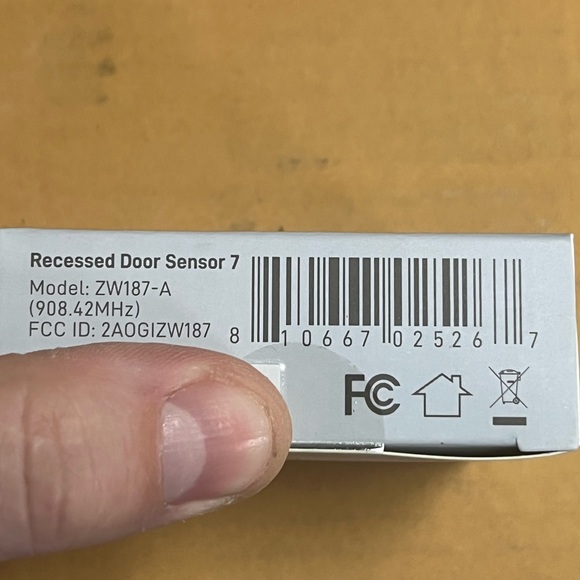 Recessed Door Sensor 7
Model: ZW187-A
(908.42MHz)
FCC ID: 2AOGIZW187
8 10667 02526 7
FC